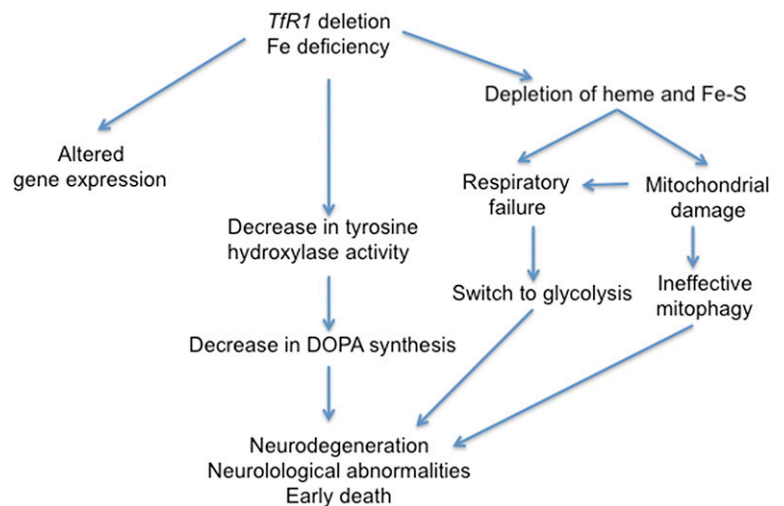 TfR1 deletion
Fe deficiency
Depletion of heme and Fe-S
Altered
gene expression
Respiratory
failure
Mitochondrial
damage
Decrease in tyrosine
hydroxylase activity
Switch to glycolysis
Ineffective
mitophagy
Decrease in DOPA synthesis
Neurodegeneration
Neurolological abnormalities
Early death